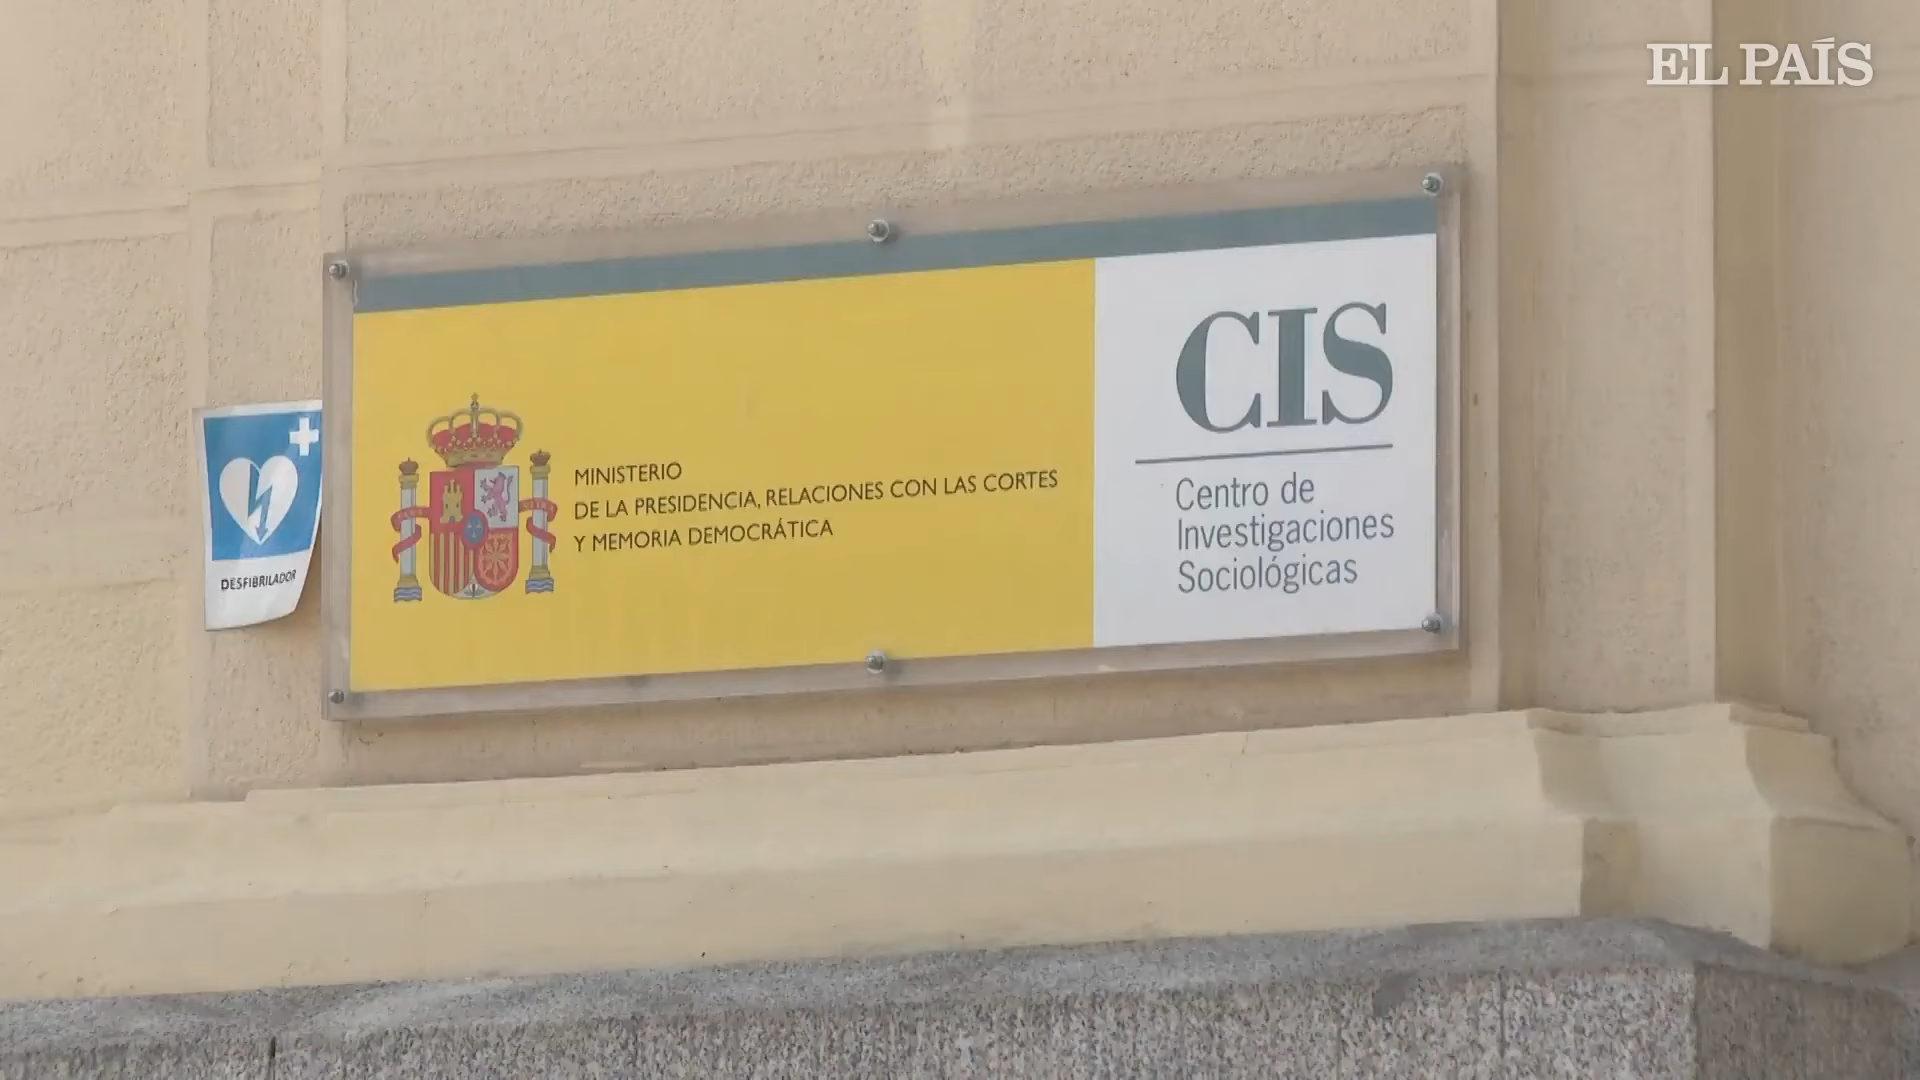 EL PAÍS
MINISTERIO
DE LA PRESIDENCIA, RELACIONES CON LAS CORTES
Y MEMORIA DEMOCRÁTICA
CIS
Centro de
Investigaciones
Sociológicas
DESFIBRILADOR